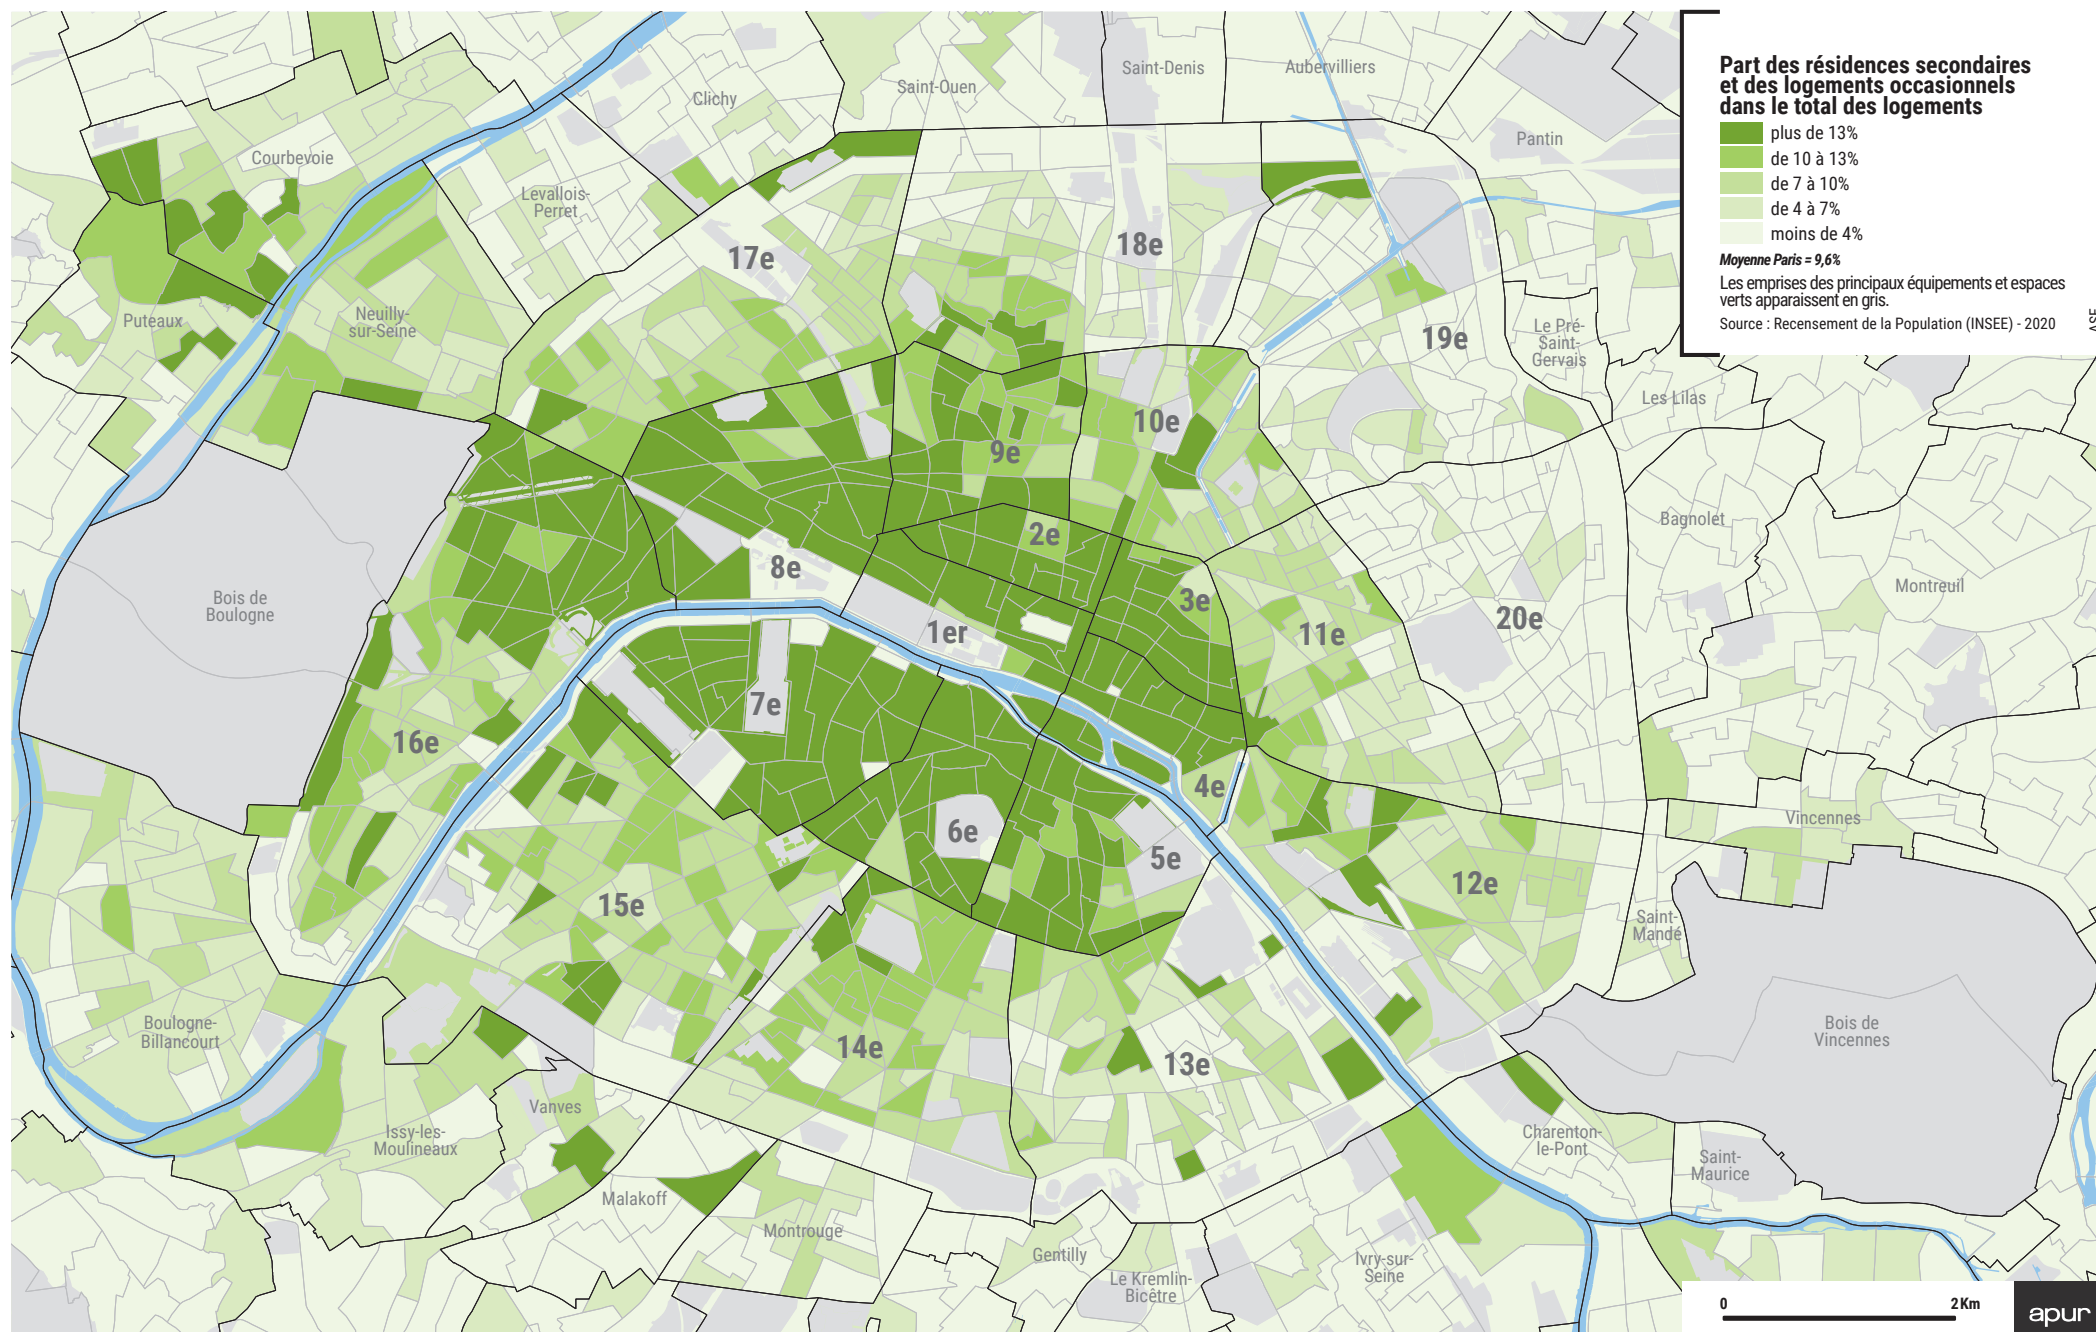 Part des résidences secondaires
et des logements occasionnels
dans le total des logements
plus de 13%
de 10 à 13%
de 7 à 10%
de 4 à 7%
moins de 4%
Moyenne Paris = 9,6%
Les emprises des principaux équipements et espaces
verts apparaissent en gris.
Source : Recensement de la Population (INSEE) - 2020
Saint-Denis
Aubervilliers
Saint-Ouen
Clichy
Pantin
Courbevoie
Levallois-
Perret
17e
18e
Puteaux
Neuilly-
sur-Seine
19e
Le Pré-
Saint-
Gervais
Les Lilas
10e
9e
Bagnolet
2e
8e
Bois de
Boulogne
3e
Montreuil
1er
11e
20e
7e
16e
4e
Vincennes
6e
5e
15e
12e
Saint-
Mandé
Boulogne-
Billancourt
14e
13e
Bois de
Vincennes
Vanves
Issy-les-
Moulineaux
Charenton-
le-Pont
Saint-
Maurice
Malakoff
Montrouge
Gentilly
Le Kremlin-
Bicêtre
Ivry-sur-
Seine
0
2 Km
apur